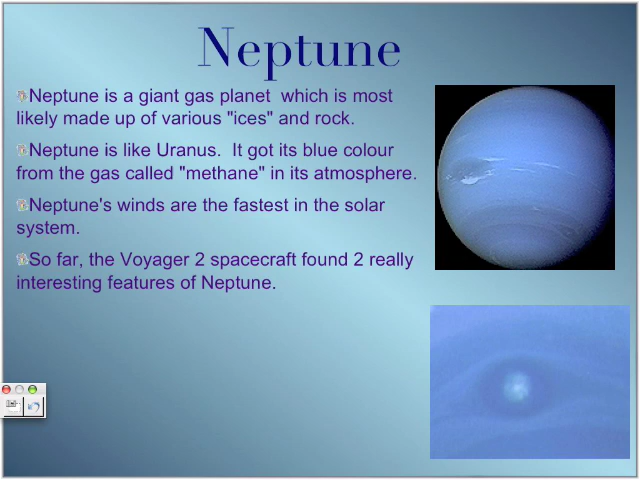 Neptune
Neptune is a giant gas planet  which is most
likely made up of various "ices" and rock.
Neptune is like Uranus.  It got its blue colour
from the gas called "methane" in its atmosphere.
Neptune's winds are the fastest in the solar
system.
So far, the Voyager 2 spacecraft found 2 really
interesting features of Neptune.